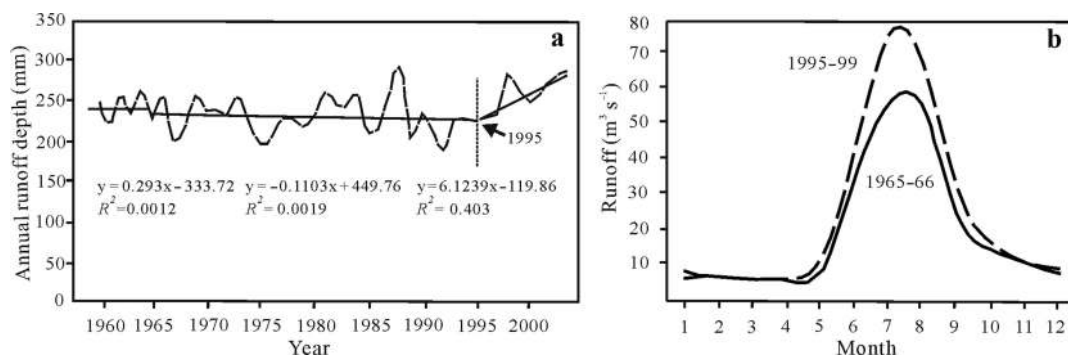 a
Annual runoff depth (mm)
350
300
250
200
150
100
50
0
1995
y=0.293x-333.72 y=-0.1103x+449.76 y=6.1239x-119.86
R²=0.0012 R²=0.0019 R²=0.403
1960 1965 1970 1975 1980 1985 1990 1995 2000
Year
b
Runoff (m³ s⁻¹)
80
70
60
50
40
30
20
10
0
1995-99
1965-66
1 2 3 4 5 6 7 8 9 10 11 12
Month